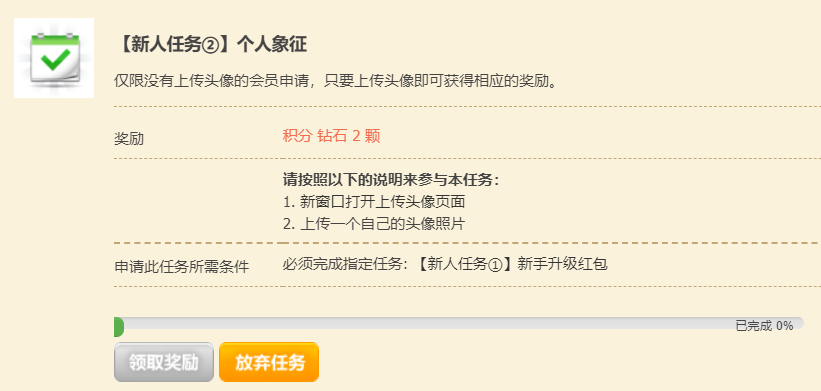 【新人任务②】个人象征
仅限没有上传头像的会员申请，只要上传头像即可获得相应的奖励。
奖励
积分 钻石 2 颗
请按照以下的说明来参与本任务：
1. 新窗口打开上传头像页面
2. 上传一个自己的头像照片
申请此任务所需条件
必须完成指定任务:【新人任务①】新手升级红包
已完成 0%
领取奖励
放弃任务